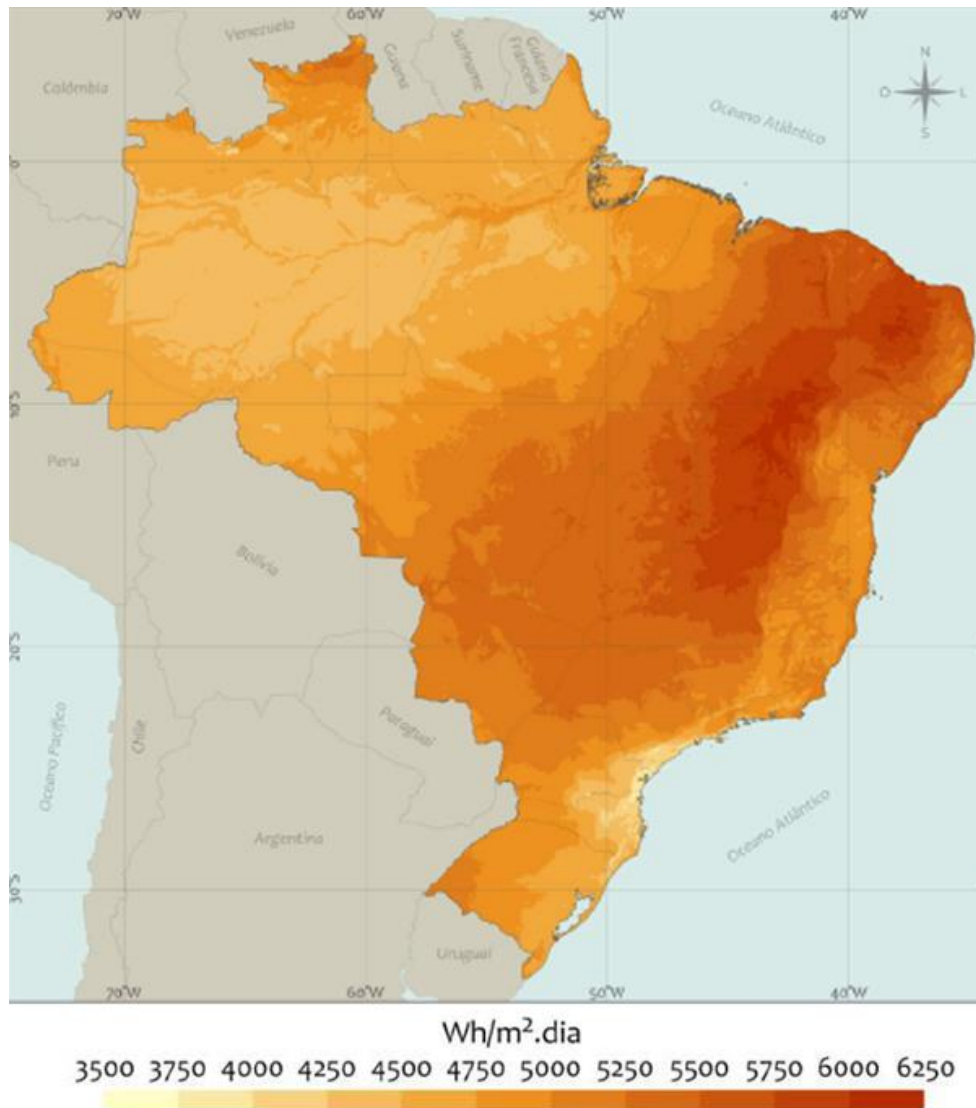 70°W 60°W 50°W 40°W
Venezuela
Guiana
Suriname
Guiana
Francesa
Colômbia
N
O L
S
Oceano Atlântico
0°
10°S
Peru
Bolívia
20°S
Oceano Pacífico
Chile
Paraguai
Argentina
Oceano Atlântico
30°S
Uruguai
70°W 60°W 50°W 40°W
Wh/m².dia
3500 3750 4000 4250 4500 4750 5000 5250 5500 5750 6000 6250